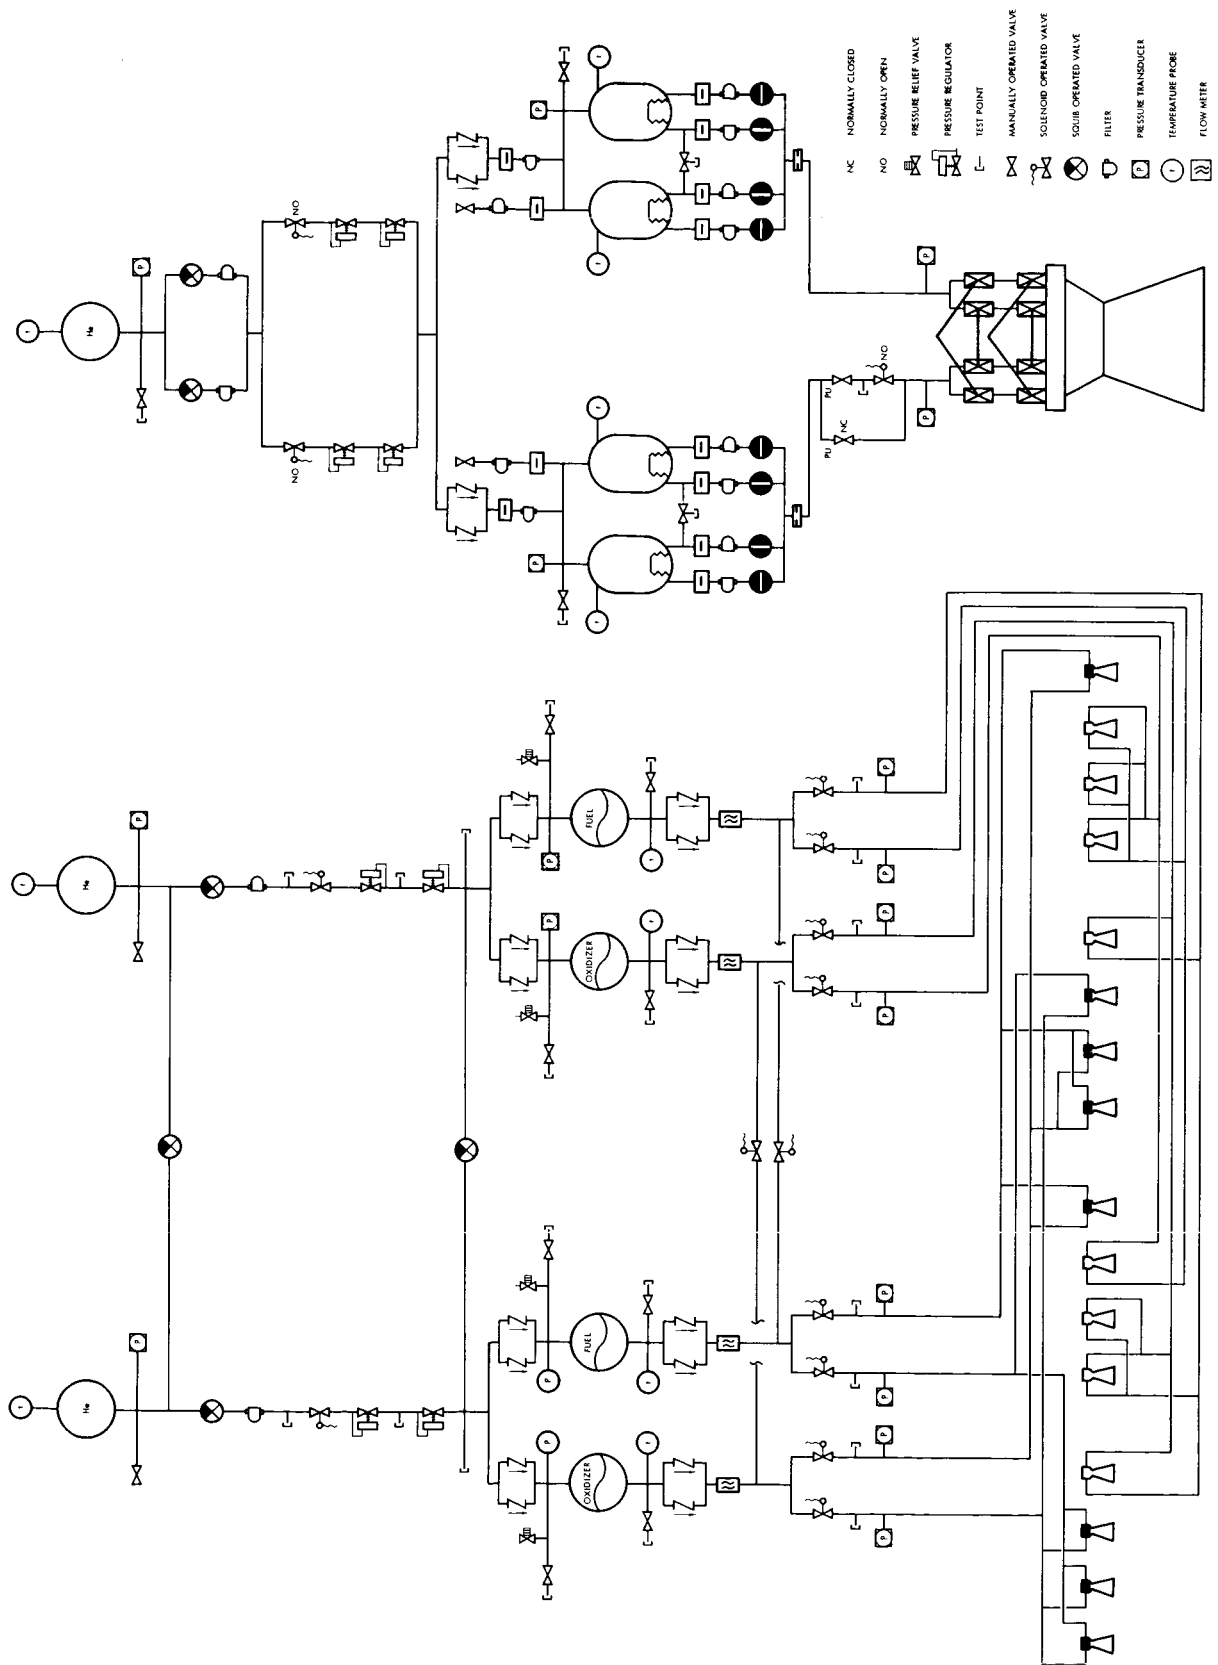 He
P
NO
NO
P
P
PU
NC
PU
NO
P
P
NC NORMALLY CLOSED
NO NORMALLY OPEN
PRESSURE RELIEF VALVE
PRESSURE REGULATOR
TEST POINT
MANUALLY OPERATED VALVE
SOLENOID OPERATED VALVE
SQUIB OPERATED VALVE
FILTER
P PRESSURE TRANSDUCER
T TEMPERATURE PROBE
FLOW METER
He
P
He
P
P
P
P
P
OXIDIZER
FUEL
OXIDIZER
FUEL
P
P
P
P
P
P
P
P